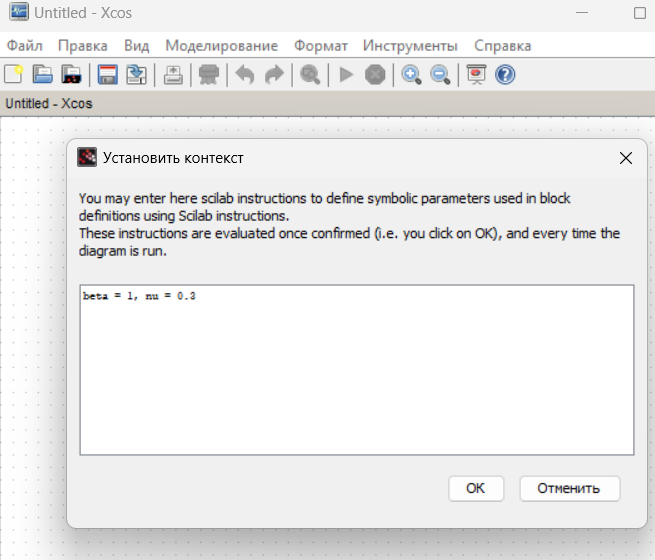 Untitled - Xcos
Файл Правка Вид Моделирование Формат Инструменты Справка
Untitled - Xcos
Установить контекст
You may enter here scilab instructions to define symbolic parameters used in block
definitions using Scilab instructions.
These instructions are evaluated once confirmed (i.e. you click on OK), and every time the
diagram is run.
beta = 1, nu = 0.3
OK Отменить